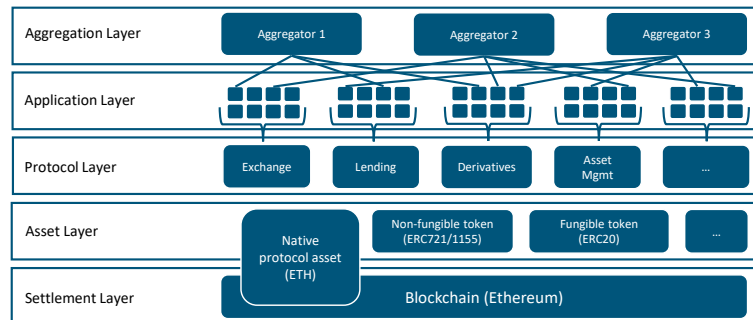 Aggregation Layer
Aggregator 1
Aggregator 2
Aggregator 3
Application Layer
Protocol Layer
Exchange
Lending
Derivatives
Asset
Mgmt
...
Asset Layer
Native
protocol asset
(ETH)
Non-fungible token
(ERC721/1155)
Fungible token
(ERC20)
...
Settlement Layer
Blockchain (Ethereum)